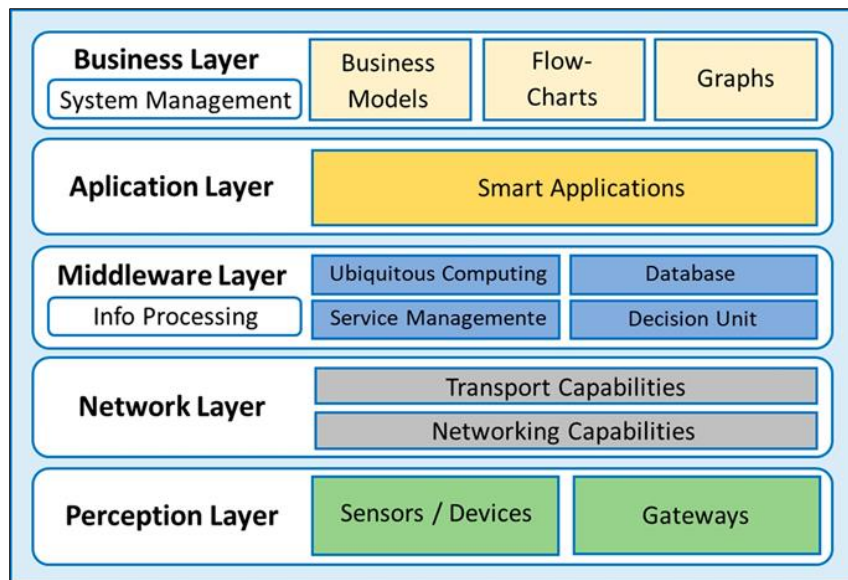 Business Layer
System Management
Business
Models
Flow-
Charts
Graphs
Aplication Layer
Smart Applications
Middleware Layer
Info Processing
Ubiquitous Computing
Database
Service Managemente
Decision Unit
Network Layer
Transport Capabilities
Networking Capabilities
Perception Layer
Sensors / Devices
Gateways